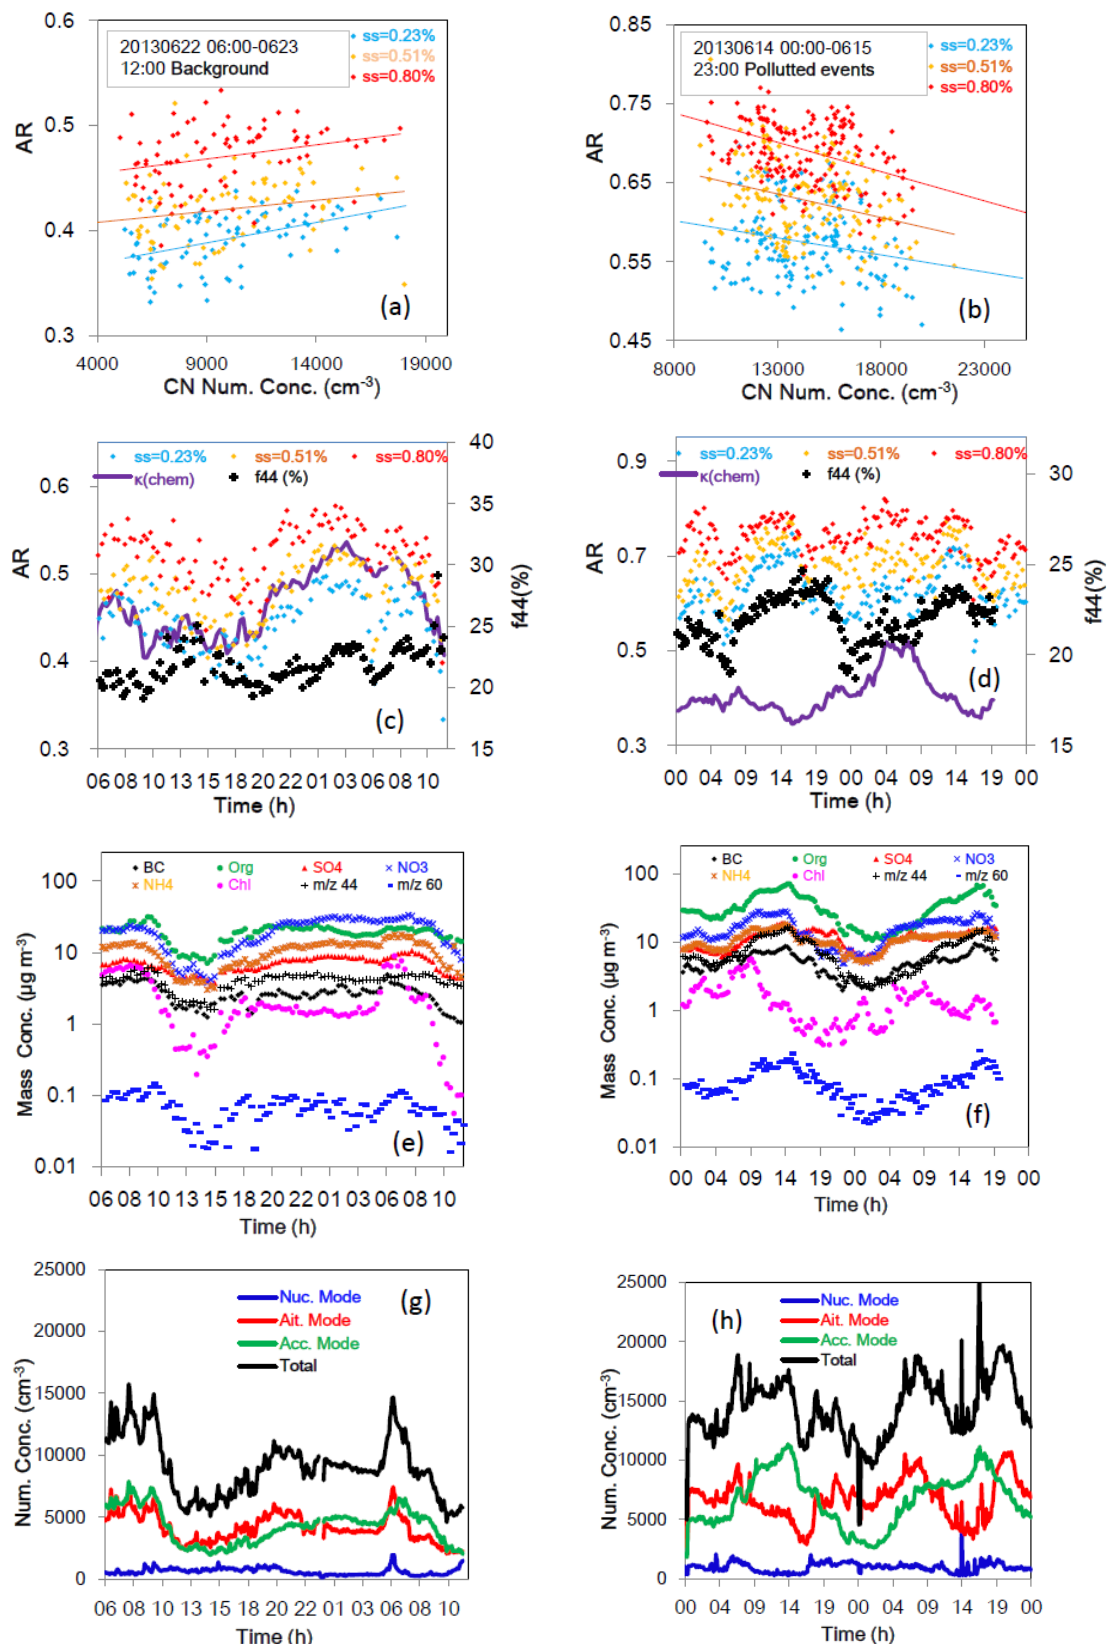 0.6
0.5
0.4
0.3
AR
20130622 06:00-0623
12:00 Background
ss=0.23%
ss=0.51%
ss=0.80%
(a)
4000 9000 14000 19000
CN Num. Conc. (cm-3)
0.85
0.75
0.65
0.55
0.45
AR
20130614 00:00-0615
23:00 Pollutted events
ss=0.23%
ss=0.51%
ss=0.80%
(b)
8000 13000 18000 23000
CN Num. Conc. (cm-3)
0.6
0.5
0.4
0.3
AR
ss=0.23% ss=0.51% ss=0.80%
κ(chem) f44 (%)
40
35
30
25
20
15
f44(%)
(c)
06 08 10 13 15 20 22 01 03 06 08 10
Time (h)
0.9
0.7
0.5
0.3
AR
ss=0.23% ss=0.51% ss=0.80%
κ(chem) f44 (%)
30
25
20
15
f44(%)
(d)
00 04 09 14 19 00 04 09 14 19 00
Time (h)
100
10
1
0.1
0.01
Mass Conc. (μg m-3)
BC Org SO4 NO3
NH4 Chl m/z 44 m/z 60
(e)
06 08 10 13 15 20 22 01 03 06 08 10
Time (h)
100
10
1
0.1
0.01
Mass Conc. (μg m-3)
BC Org SO4 NO3
NH4 Chl m/z 44 m/z 60
(f)
00 04 09 14 19 00 04 09 14 19 00
Time (h)
25000
20000
15000
10000
5000
0
Num. Conc. (cm-3)
Nuc. Mode
Ait. Mode
Acc. Mode
Total
(g)
06 08 10 13 15 20 22 01 03 06 08 10
Time (h)
25000
20000
15000
10000
5000
0
Num. Conc. (cm-3)
Nuc. Mode
Ait. Mode
Acc. Mode
Total
(h)
00 04 09 14 19 00 04 09 14 19 00
Time (h)